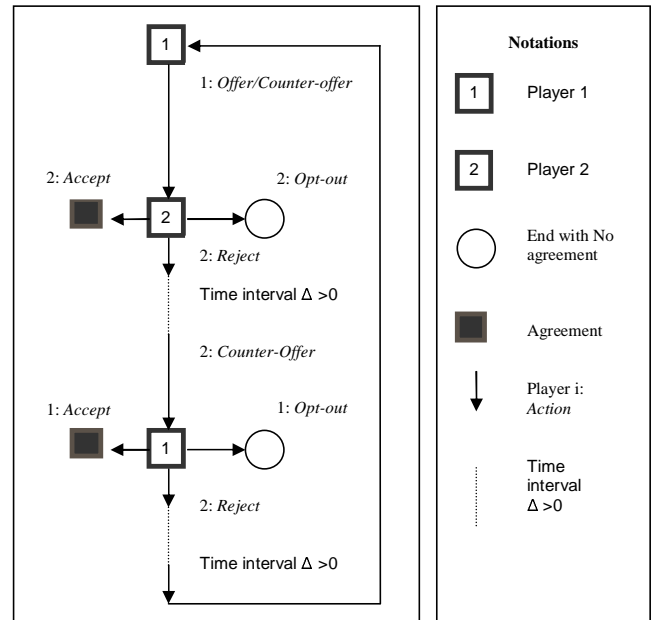 1
1: Offer/Counter-offer
2: Accept
2: Opt-out
2
2: Reject
Time interval Δ >0
2: Counter-Offer
1: Accept
1: Opt-out
1
2: Reject
Time interval Δ >0
Notations
1
Player 1
2
Player 2
End with No
agreement
Agreement
Player i:
Action
Time
interval
Δ >0